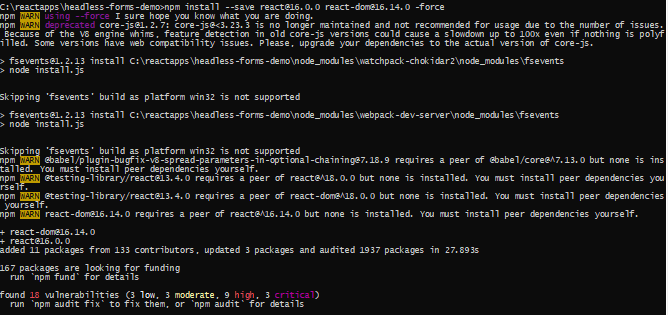 C:\reactapps\headless-forms-demo>npm install --save react@16.0.0 react-dom@16.14.0 -force
npm WARN using --force I sure hope you know what you are doing.
npm WARN deprecated core-js@1.2.7: core-js@<3.23.3 is no longer maintained and not recommended for usage due to the number of issues.
Because of the V8 engine whims, feature detection in old core-js versions could cause a slowdown up to 100x even if nothing is polyf
illed. Some versions have web compatibility issues. Please, upgrade your dependencies to the actual version of core-js.
> fsevents@1.2.13 install C:\reactapps\headless-forms-demo\node_modules\watchpack-chokidar2\node_modules\fsevents
> node install.js
Skipping 'fsevents' build as platform win32 is not supported
> fsevents@1.2.13 install C:\reactapps\headless-forms-demo\node_modules\webpack-dev-server\node_modules\fsevents
> node install.js
Skipping 'fsevents' build as platform win32 is not supported
npm WARN @babel/plugin-bugfix-v8-spread-parameters-in-optional-chaining@7.18.9 requires a peer of @babel/core@^7.13.0 but none is ins
talled. You must install peer dependencies yourself.
npm WARN @testing-library/react@13.4.0 requires a peer of react@^18.0.0 but none is installed. You must install peer dependencies you
rself.
npm WARN @testing-library/react@13.4.0 requires a peer of react-dom@^18.0.0 but none is installed. You must install peer dependencies
yourself.
npm WARN react-dom@16.14.0 requires a peer of react@^16.14.0 but none is installed. You must install peer dependencies yourself.
+ react-dom@16.14.0
+ react@16.0.0
added 11 packages from 133 contributors, updated 3 packages and audited 1937 packages in 27.893s
167 packages are looking for funding
run `npm fund` for details
found 18 vulnerabilities (3 low, 3 moderate, 9 high, 3 critical)
run `npm audit fix` to fix them, or `npm audit` for details